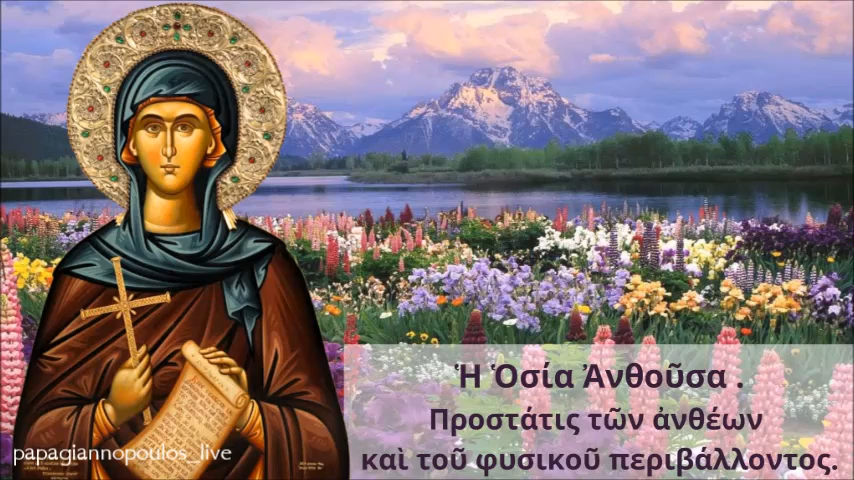 Ἡ Ὁσία Ἀνθοῦσα .
Προστάτις τῶν ἀνθέων
καὶ τοῦ φυσικοῦ περιβάλλοντος.
papagiannopoulos_live